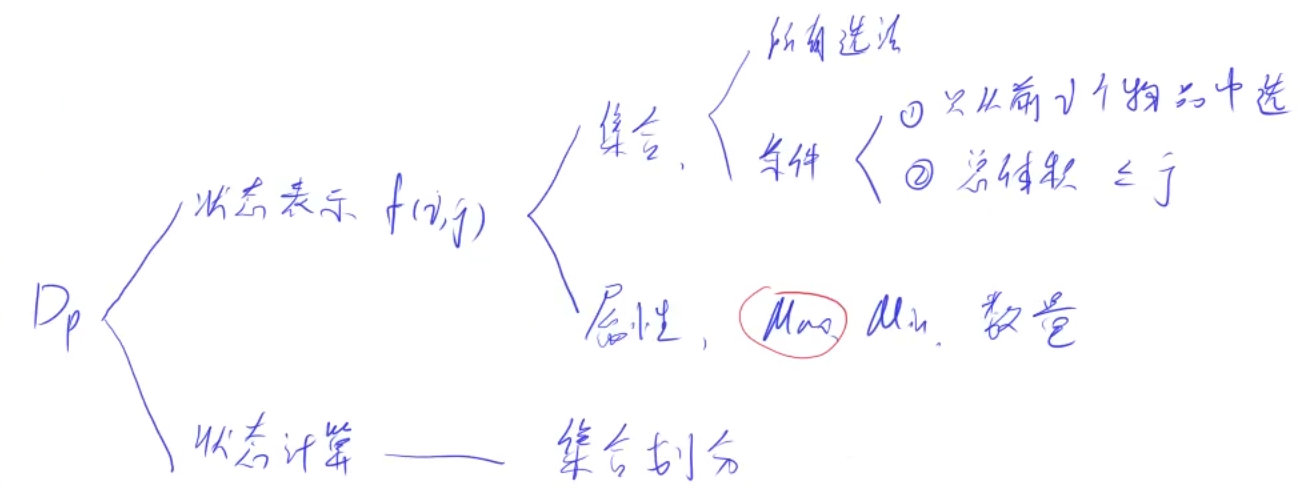 所有选法
集合,
条件
① 只从前i个物品中选
② 总体积 ≤ j
状态表示 f(i,j)
Dp
属性, Max Min. 数量
状态计算 —— 集合划分